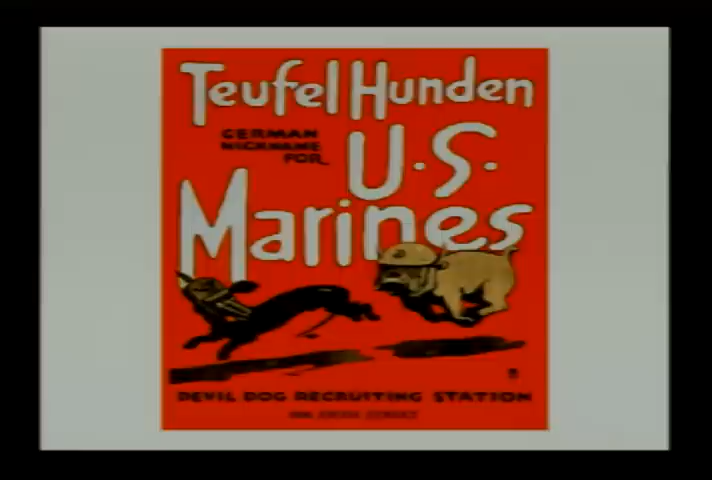 Teufel Hunden
GERMAN
NICKNAME
FOR
U.S.
Marines
DEVIL DOG RECRUITING STATION